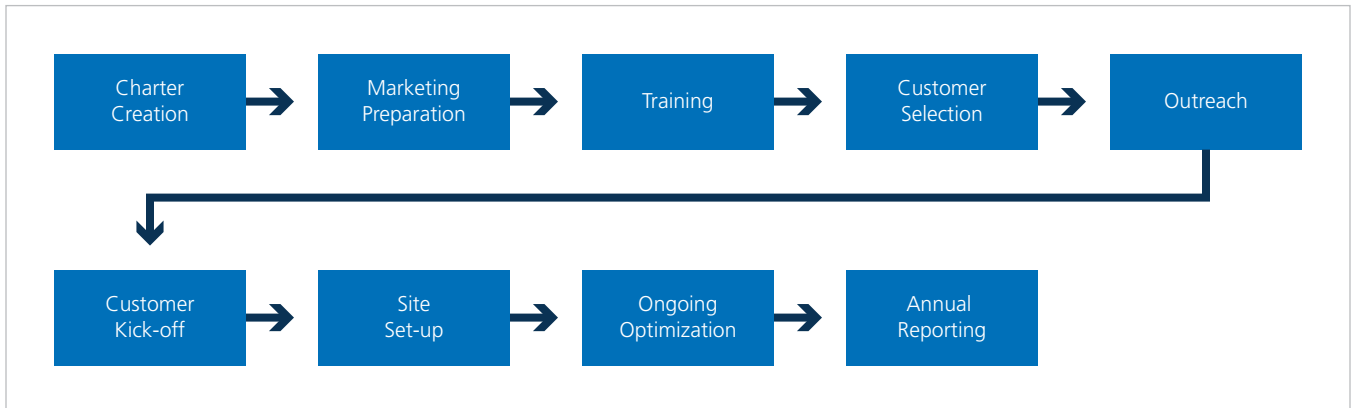 Charter
Creation
Marketing
Preparation
Training
Customer
Selection
Outreach
Customer
Kick-off
Site
Set-up
Ongoing
Optimization
Annual
Reporting